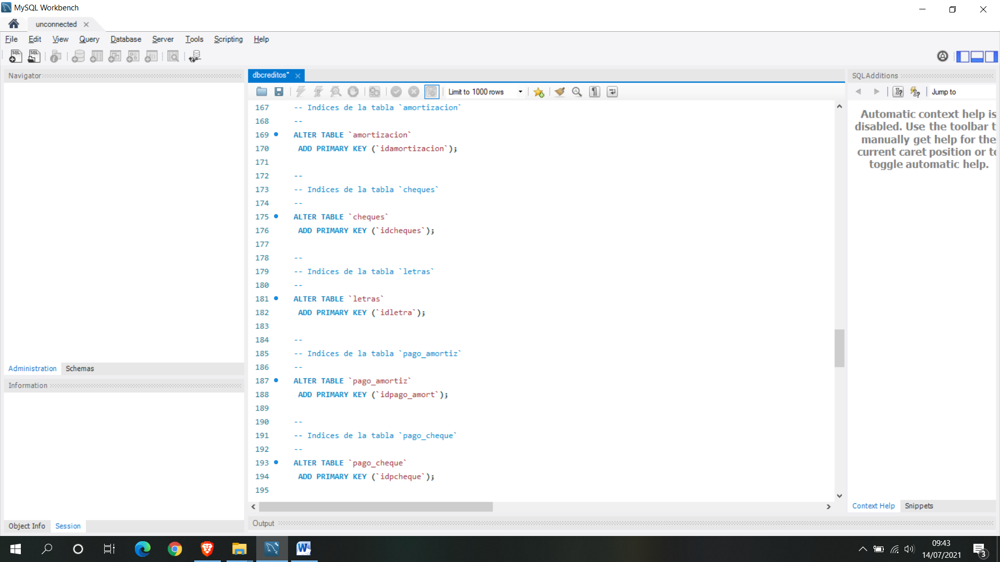 MySQL Workbench
unconnected
File Edit View Query Database Server Tools Scripting Help
Navigator
Administration Schemas
Information
Object Info Session
dbcreditos*
Limit to 1000 rows
167 -- Indices de la tabla `amortizacion`
168 --
169 ALTER TABLE `amortizacion`
170 ADD PRIMARY KEY (`idamortizacion`);
171
172 --
173 -- Indices de la tabla `cheques`
174 --
175 ALTER TABLE `cheques`
176 ADD PRIMARY KEY (`idcheques`);
177
178 --
179 -- Indices de la tabla `letras`
180 --
181 ALTER TABLE `letras`
182 ADD PRIMARY KEY (`idletra`);
183
184 --
185 -- Indices de la tabla `pago_amortiz`
186 --
187 ALTER TABLE `pago_amortiz`
188 ADD PRIMARY KEY (`idpago_amort`);
189
190 --
191 -- Indices de la tabla `pago_cheque`
192 --
193 ALTER TABLE `pago_cheque`
194 ADD PRIMARY KEY (`idpcheque`);
195
Output
SQLAdditions
Jump to
Automatic context help is
disabled. Use the toolbar t
manually get help for the
current caret position or to
toggle automatic help.
Context Help Snippets
09:43
14/07/2021
3